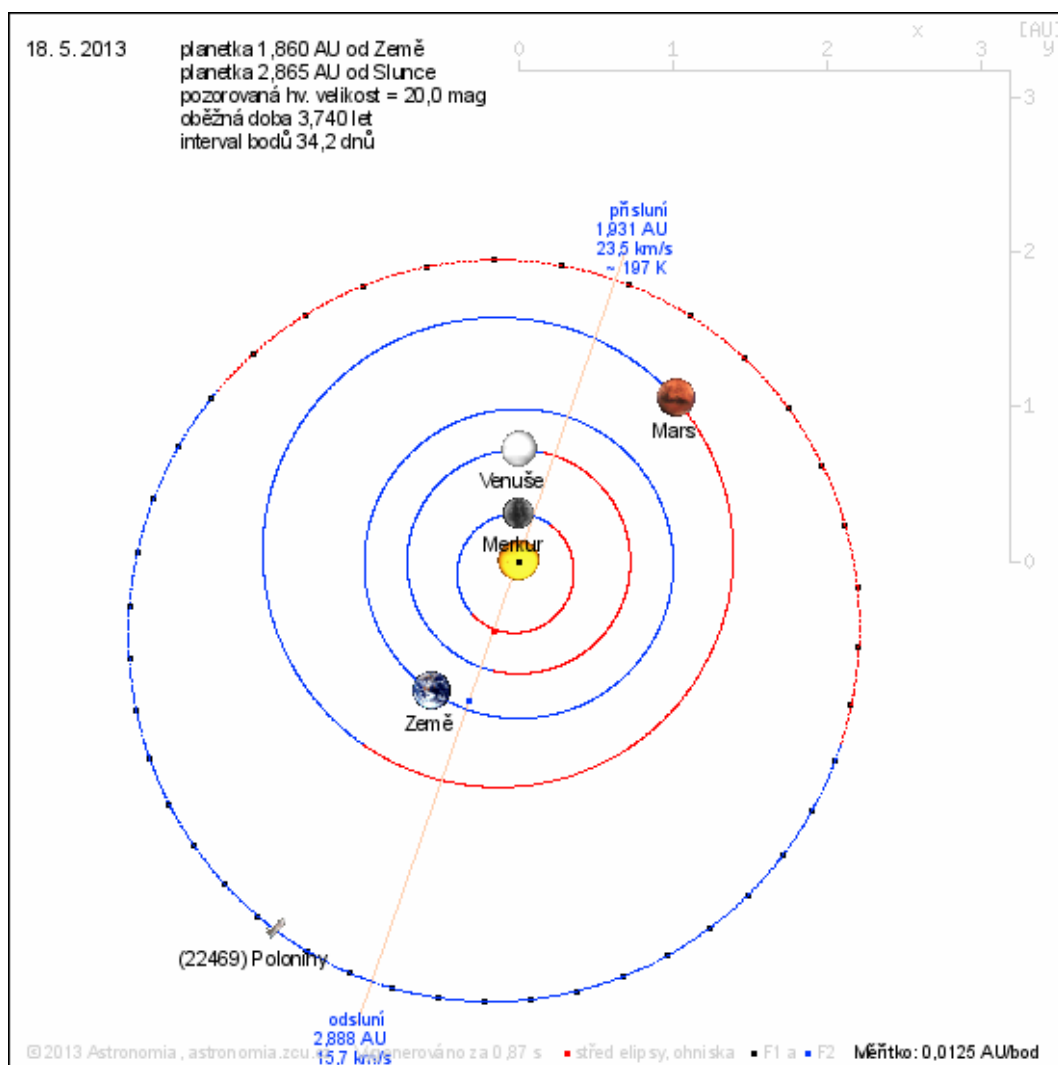 18. 5. 2013
planetka 1,860 AU od Země
planetka 2,865 AU od Slunce
pozorovaná hv. velikost = 20,0 mag
oběžná doba 3,740 let
interval bodů 34,2 dnů
x [AU]
0 1 2 3 y
3
2
1
0
přísluní
1,931 AU
23,5 km/s
~ 197 K
Mars
Venuše
Merkur
Země
(22469) Poloniny
odsluní
2,888 AU
15,7 km/s
©2013 Astronomia, astronomia.zcu. generováno za 0,87 s
střed elipsy, ohniska F1 a F2
Měřítko: 0,0125 AU/bod